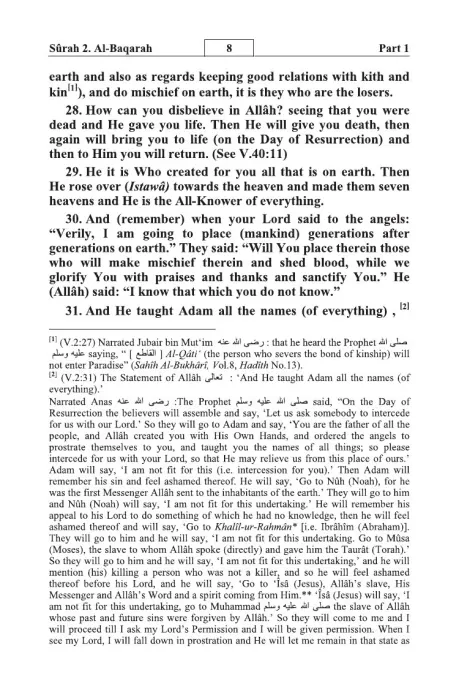 Sûrah 2. Al-Baqarah
8
Part 1
earth and also as regards keeping good relations with kith and
kin[1]), and do mischief on earth, it is they who are the losers.
28. How can you disbelieve in Allâh? seeing that you were
dead and He gave you life. Then He will give you death, then
again will bring you to life (on the Day of Resurrection) and
then to Him you will return. (See V.40:11)
29. He it is Who created for you all that is on earth. Then
He rose over (Istawâ) towards the heaven and made them seven
heavens and He is the All-Knower of everything.
30. And (remember) when your Lord said to the angels:
“Verily, I am going to place (mankind) generations after
generations on earth.” They said: “Will You place therein those
who will make mischief therein and shed blood, while we
glorify You with praises and thanks and sanctify You.” He
(Allâh) said: “I know that which you do not know.”
31. And He taught Adam all the names (of everything) , [2]
[1] (V.2:27) Narrated Jubair bin Mut‘im رضى الله عنه : that he heard the Prophet صلى الله
عليه وسلم saying, “ [ القاطع ] Al-Qâti‘ (the person who severs the bond of kinship) will
not enter Paradise” (Sahîh Al-Bukhârî, Vol.8, Hadîth No.13).
[2] (V.2:31) The Statement of Allâh تعالى : ‘And He taught Adam all the names (of
everything).’
Narrated Anas رضى الله عنه :The Prophet صلى الله عليه وسلم said, “On the Day of
Resurrection the believers will assemble and say, ‘Let us ask somebody to intercede
for us with our Lord.’ So they will go to Adam and say, ‘You are the father of all the
people, and Allâh created you with His Own Hands, and ordered the angels to
prostrate themselves to you, and taught you the names of all things; so please
intercede for us with your Lord, so that He may relieve us from this place of ours.’
Adam will say, ‘I am not fit for this (i.e. intercession for you).’ Then Adam will
remember his sin and feel ashamed thereof. He will say, ‘Go to Nûh (Noah), for he
was the first Messenger Allâh sent to the inhabitants of the earth.’ They will go to him
and Nûh (Noah) will say, ‘I am not fit for this undertaking.’ He will remember his
appeal to his Lord to do something of which he had no knowledge, then he will feel
ashamed thereof and will say, ‘Go to Khalîl-ur-Rahmân* [i.e. Ibrâhîm (Abraham)].
They will go to him and he will say, ‘I am not fit for this undertaking. Go to Mûsa
(Moses), the slave to whom Allâh spoke (directly) and gave him the Taurât (Torah).’
So they will go to him and he will say, ‘I am not fit for this undertaking,’ and he will
mention (his) killing a person who was not a killer, and so he will feel ashamed
thereof before his Lord, and he will say, ‘Go to ‘Îsâ (Jesus), Allâh’s slave, His
Messenger and Allâh’s Word and a spirit coming from Him.** ‘Îsâ (Jesus) will say, ‘I
am not fit for this undertaking, go to Muhammad صلى الله عليه وسلم the slave of Allâh
whose past and future sins were forgiven by Allâh.’ So they will come to me and I
will proceed till I ask my Lord’s Permission and I will be given permission. When I
see my Lord, I will fall down in prostration and He will let me remain in that state as